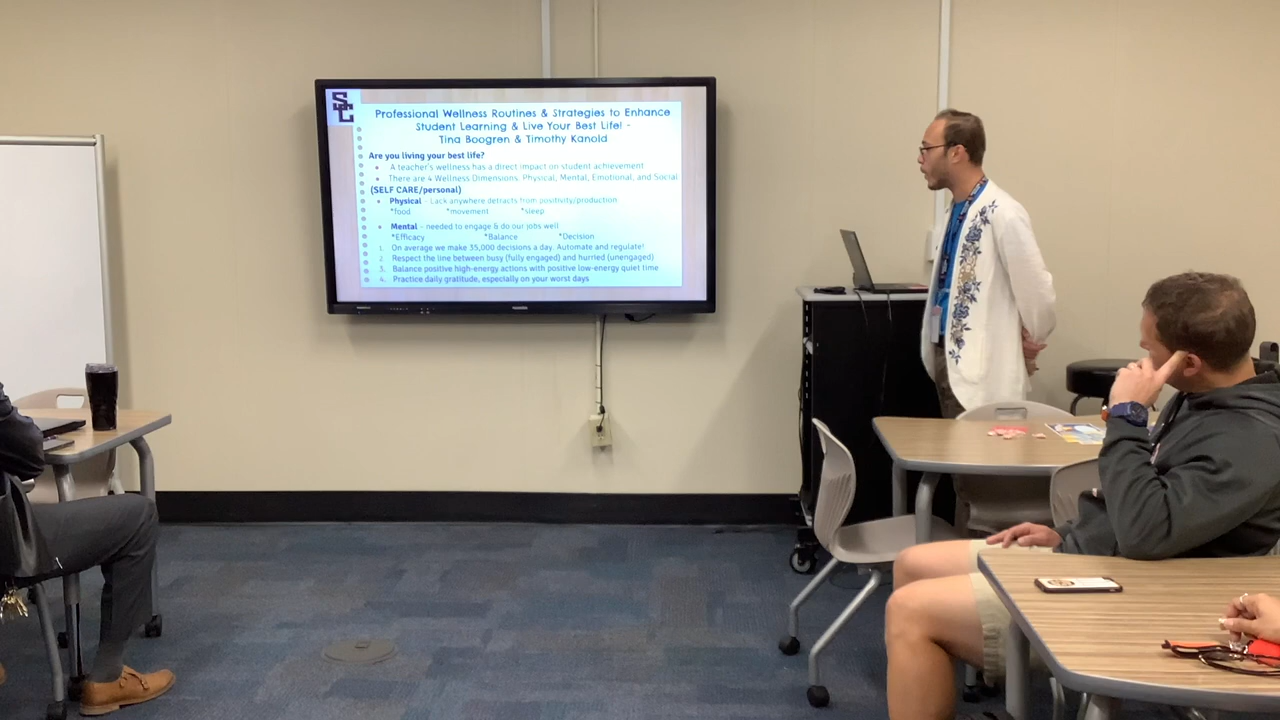 SC
Professional Wellness Routines & Strategies to Enhance
Student Learning & Live Your Best Life! -
Tina Boogren & Timothy Kanold
Are you living your best life?
• A teacher's wellness has a direct impact on student achievement
• There are 4 Wellness Dimensions: Physical, Mental, Emotional, and Social
(SELF CARE/personal)
• Physical - Lack anywhere detracts from positivity/production
*food *movement *sleep
• Mental - needed to engage & do our jobs well
*Efficacy *Balance *Decision
1. On average we make 35,000 decisions a day. Automate and regulate!
2. Respect the line between busy (fully engaged) and hurried (unengaged)
3. Balance positive high-energy actions with positive low-energy quiet time
4. Practice daily gratitude, especially on your worst days